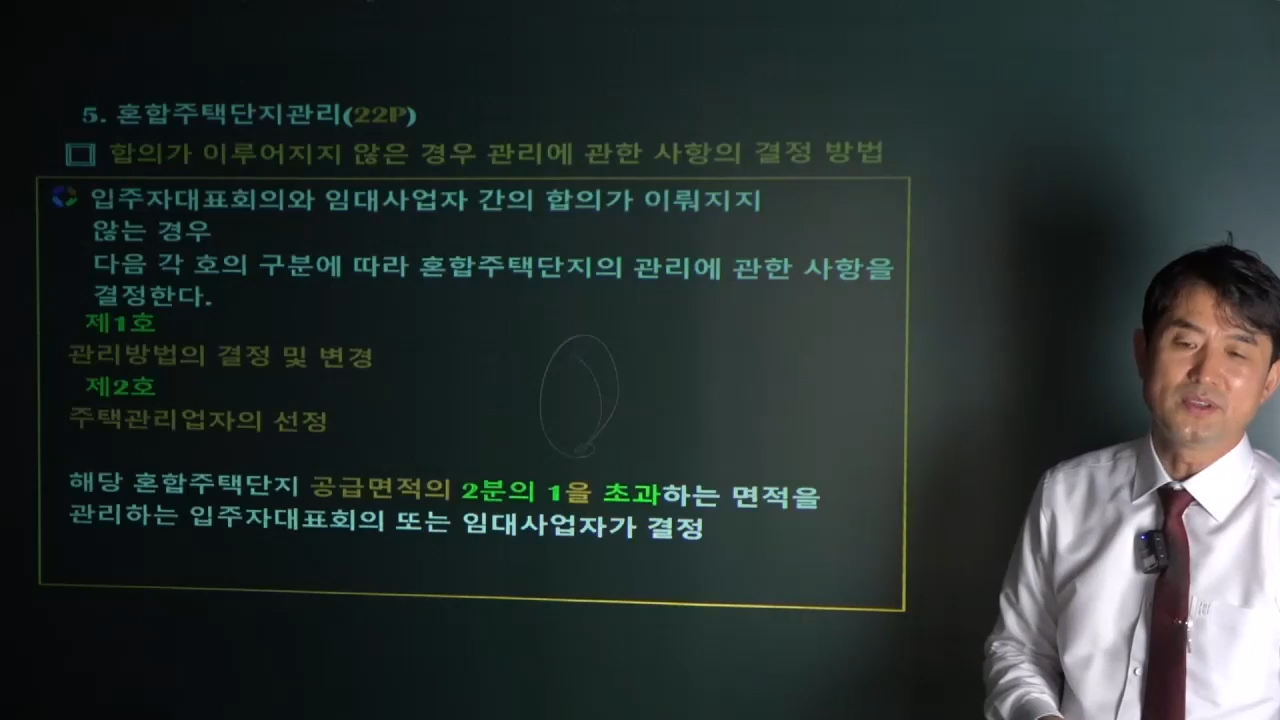 5. 혼합주택단지관리(22P)
합의가 이루어지지 않은 경우 관리에 관한 사항의 결정 방법
입주자대표회의와 임대사업자 간의 합의가 이뤄지지
않는 경우
다음 각 호의 구분에 따라 혼합주택단지의 관리에 관한 사항을
결정한다.
제1호
관리방법의 결정 및 변경
제2호
주택관리업자의 선정
해당 혼합주택단지 공급면적의 2분의 1을 초과하는 면적을
관리하는 입주자대표회의 또는 임대사업자가 결정